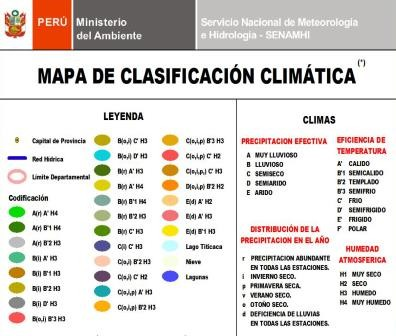 PERÚ
Ministerio
del Ambiente
Servicio Nacional de Meteorología
e Hidrología - SENAMHI
MAPA DE CLASIFICACIÓN CLIMÁTICA (*)
LEYENDA
Capital de Provincia
Red Hidrica
Límite Departamental
Codificación
A(r) A' H4
A(r) B'1 H4
A(r) B'2 H3
B(i) A' H3
B(i) B'1 H3
B(i) B'2 H3
B(i) D' H3
B(o,i) B'3 H3
B(o,i) C' H3
B(o,i) D' H3
B(r) A' H3
B(r) A' H4
B(r) B'1 H4
B(r) B'2 H3
B(r) B'3 H3
C(i) C' H3
C(o,i) B'2 H3
C(o,i) C' H2
C(o,i,p) A' H3
C(o,i,p) B'2 H3
C(o,i,p) B'3 H3
C(o,i,p) C' H2
C(o,i,p,) C' H3
D(o,i,p) B'2 H2
E(d) A' H2
E(d) A' H3
E(d) B'1 H3
Lago Titicaca
Nieve
Lagunas
CLIMAS
PRECIPITACION EFECTIVA
A MUY LLUVIOSO
B LLUVIOSO
C SEMISECO
D SEMIARIDO
E ARIDO
EFICIENCIA DE
TEMPERATURA
A' CALIDO
B'1 SEMICALIDO
B'2 TEMPLADO
B'3 SEMIFRIO
C' FRIO
D' SEMIFRIGIDO
E' FRIGIDO
F' POLAR
DISTRIBUCIÓN DE LA
PRECIPITACION EN EL AÑO
r PRECIPITACION ABUNDANTE
EN TODAS LAS ESTACIONES.
i INVIERNO SECO.
p PRIMAVERA SECA.
v VERANO SECO.
o OTOÑO SECO.
d DEFICIENCIA DE LLUVIAS
EN TODAS LAS ESTACIONES.
HUMEDAD
ATMOSFERICA
H1 MUY SECO
H2 SECO
H3 HUMEDO
H4 MUY HUMEDO